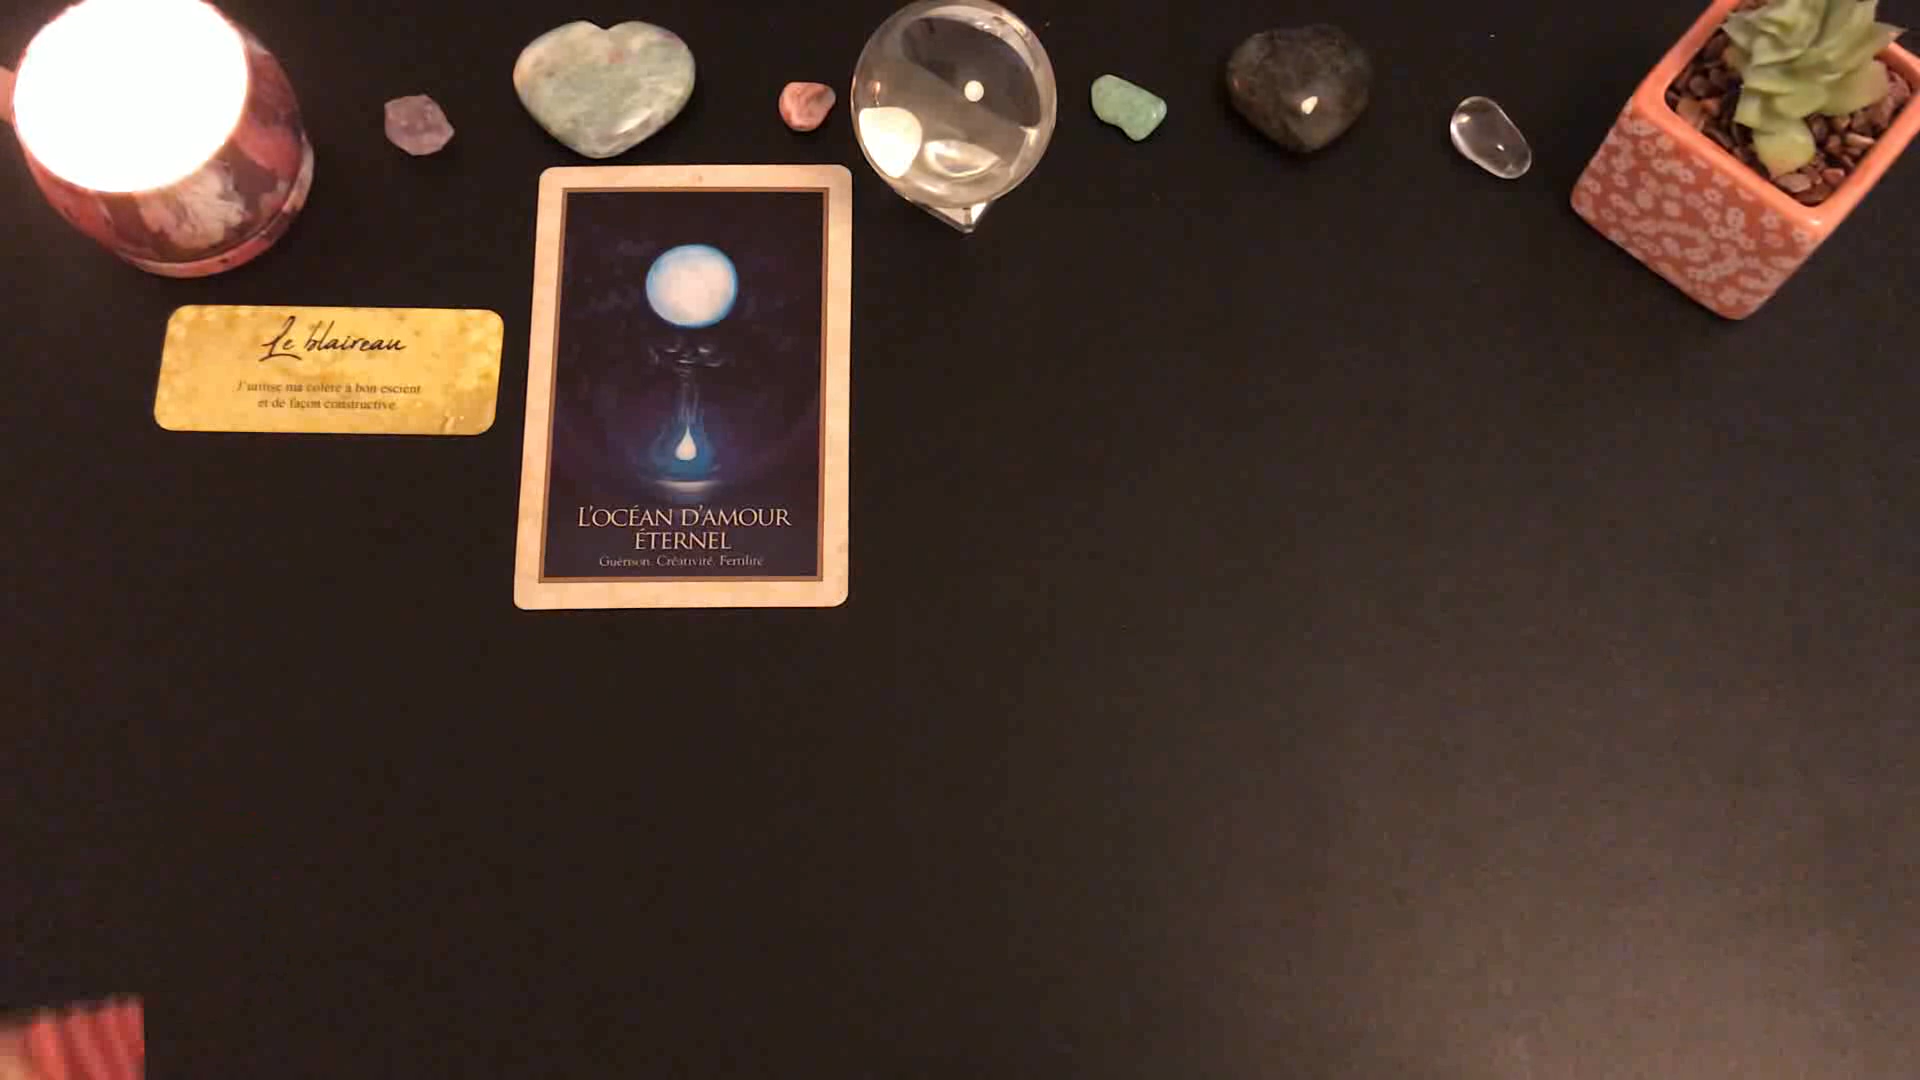 Le blaireau
J'utilise ma colère à bon escient
et de façon constructive.
L'OCÉAN D'AMOUR
ÉTERNEL
Guérison. Créativité. Fertilité